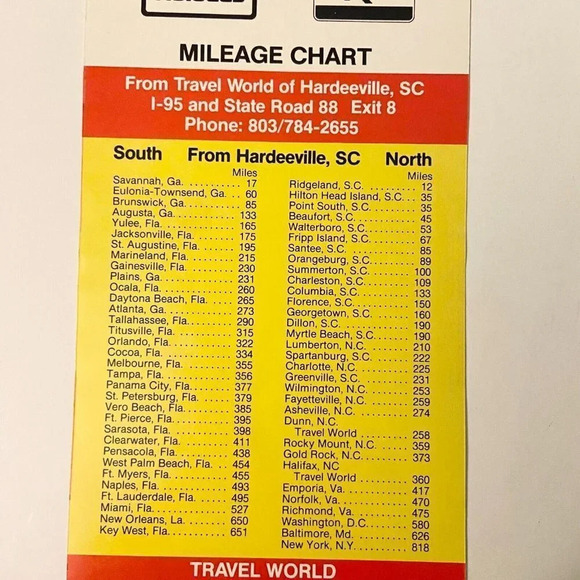 MILEAGE CHART
From Travel World of Hardeeville, SC
I-95 and State Road 88 Exit 8
Phone: 803/784-2655
South From Hardeeville, SC North
Miles
Savannah, Ga. .......... 17
Eulonia-Townsend, Ga. .. 60
Brunswick, Ga. .......... 85
Augusta, Ga. .......... 133
Yulee, Fla. .......... 165
Jacksonville, Fla. .......... 175
St. Augustine, Fla. .......... 195
Marineland, Fla. .......... 215
Gainesville, Fla. .......... 230
Plains, Ga. .......... 231
Ocala, Fla. .......... 260
Daytona Beach, Fla. .......... 265
Atlanta, Ga. .......... 273
Tallahassee, Fla. .......... 290
Titusville, Fla. .......... 315
Orlando, Fla. .......... 322
Cocoa, Fla. .......... 334
Melbourne, Fla. .......... 355
Tampa, Fla. .......... 356
Panama City, Fla. .......... 377
St. Petersburg, Fla. .......... 379
Vero Beach, Fla. .......... 385
Ft. Pierce, Fla. .......... 395
Sarasota, Fla. .......... 398
Clearwater, Fla. .......... 411
Pensacola, Fla. .......... 438
West Palm Beach, Fla. .... 454
Ft. Myers, Fla. .......... 455
Naples, Fla. .......... 493
Ft. Lauderdale, Fla. .......... 495
Miami, Fla. .......... 527
New Orleans, La. .......... 650
Key West, Fla. .......... 651
Miles
Ridgeland, S.C. .......... 12
Hilton Head Island, S.C. .. 35
Point South, S.C. .......... 35
Beaufort, S.C. .......... 45
Walterboro, S.C. .......... 53
Fripp Island, S.C. .......... 67
Santee, S.C. .......... 85
Orangeburg, S.C. .......... 89
Summerton, S.C. .......... 100
Charleston, S.C. .......... 109
Columbia, S.C. .......... 133
Florence, S.C. .......... 150
Georgetown, S.C. .......... 160
Dillon, S.C. .......... 190
Myrtle Beach, S.C. .......... 190
Lumberton, N.C. .......... 210
Spartanburg, S.C. .......... 222
Charlotte, N.C. .......... 225
Greenville, S.C. .......... 231
Wilmington, N.C. .......... 253
Fayetteville, N.C. .......... 259
Asheville, N.C. .......... 274
Dunn, N.C.
Travel World .......... 258
Rocky Mount, N.C. .......... 359
Gold Rock, N.C. .......... 373
Halifax, NC
Travel World .......... 360
Emporia, Va. .......... 417
Norfolk, Va. .......... 470
Richmond, Va. .......... 475
Washington, D.C. .......... 580
Baltimore, Md. .......... 626
New York, N.Y. .......... 818
TRAVEL WORLD